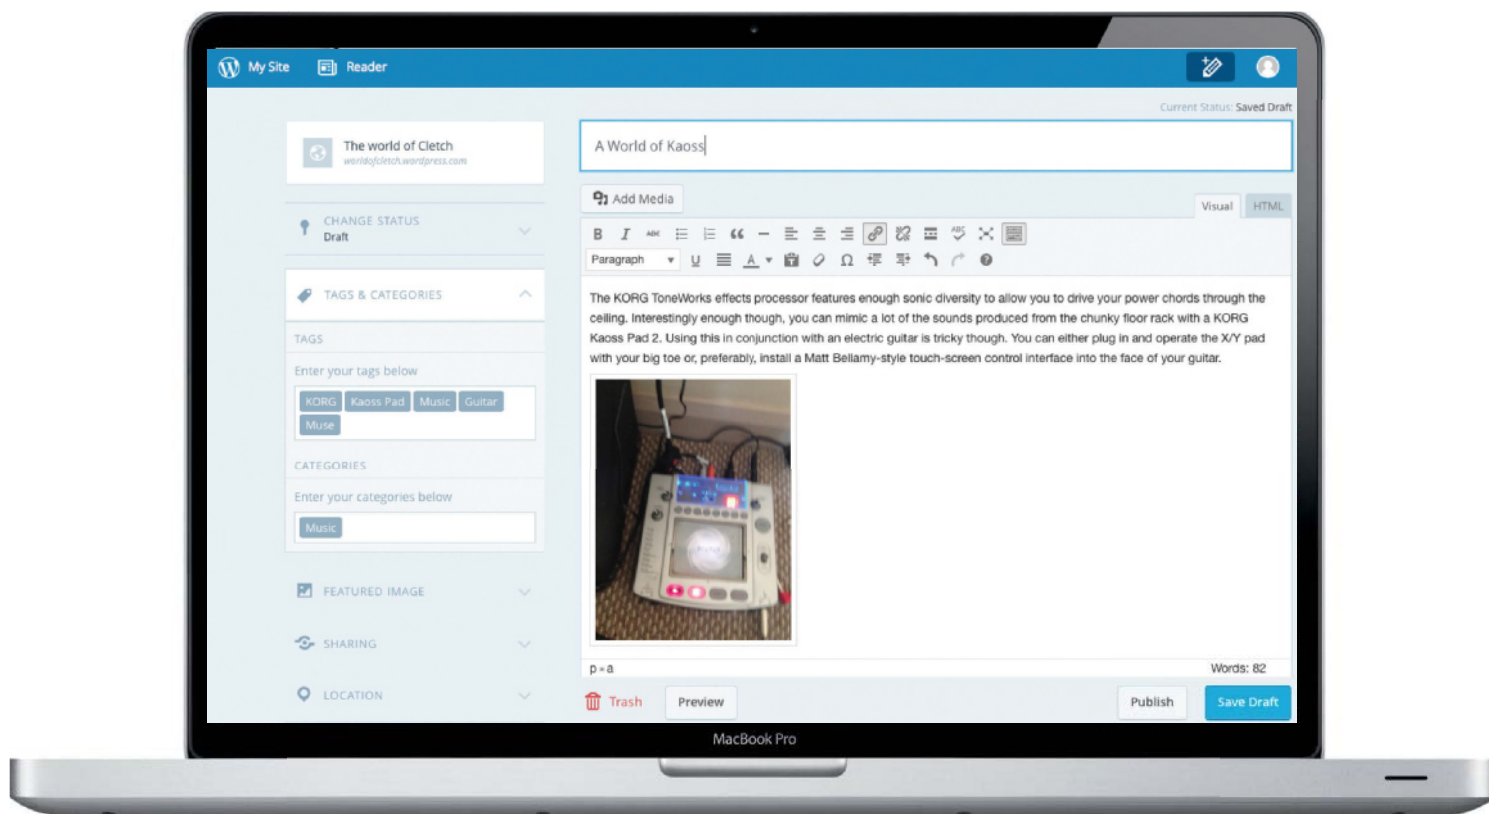 My Site
Reader
Current Status: Saved Draft
The world of Cletch
worldofcletch.wordpress.com
CHANGE STATUS
Draft
TAGS & CATEGORIES
TAGS
Enter your tags below
KORG Kaoss Pad Music Guitar
Muse
CATEGORIES
Enter your categories below
Music
FEATURED IMAGE
SHARING
LOCATION
A World of Kaoss
Add Media
Visual HTML
B I ABC ABC
Paragraph U A Ω
The KORG ToneWorks effects processor features enough sonic diversity to allow you to drive your power chords through the
ceiling. Interestingly enough though, you can mimic a lot of the sounds produced from the chunky floor rack with a KORG
Kaoss Pad 2. Using this in conjunction with an electric guitar is tricky though. You can either plug in and operate the X/Y pad
with your big toe or, preferably, install a Matt Bellamy-style touch-screen control interface into the face of your guitar.
p » a
Words: 82
Trash Preview Publish Save Draft
MacBook Pro